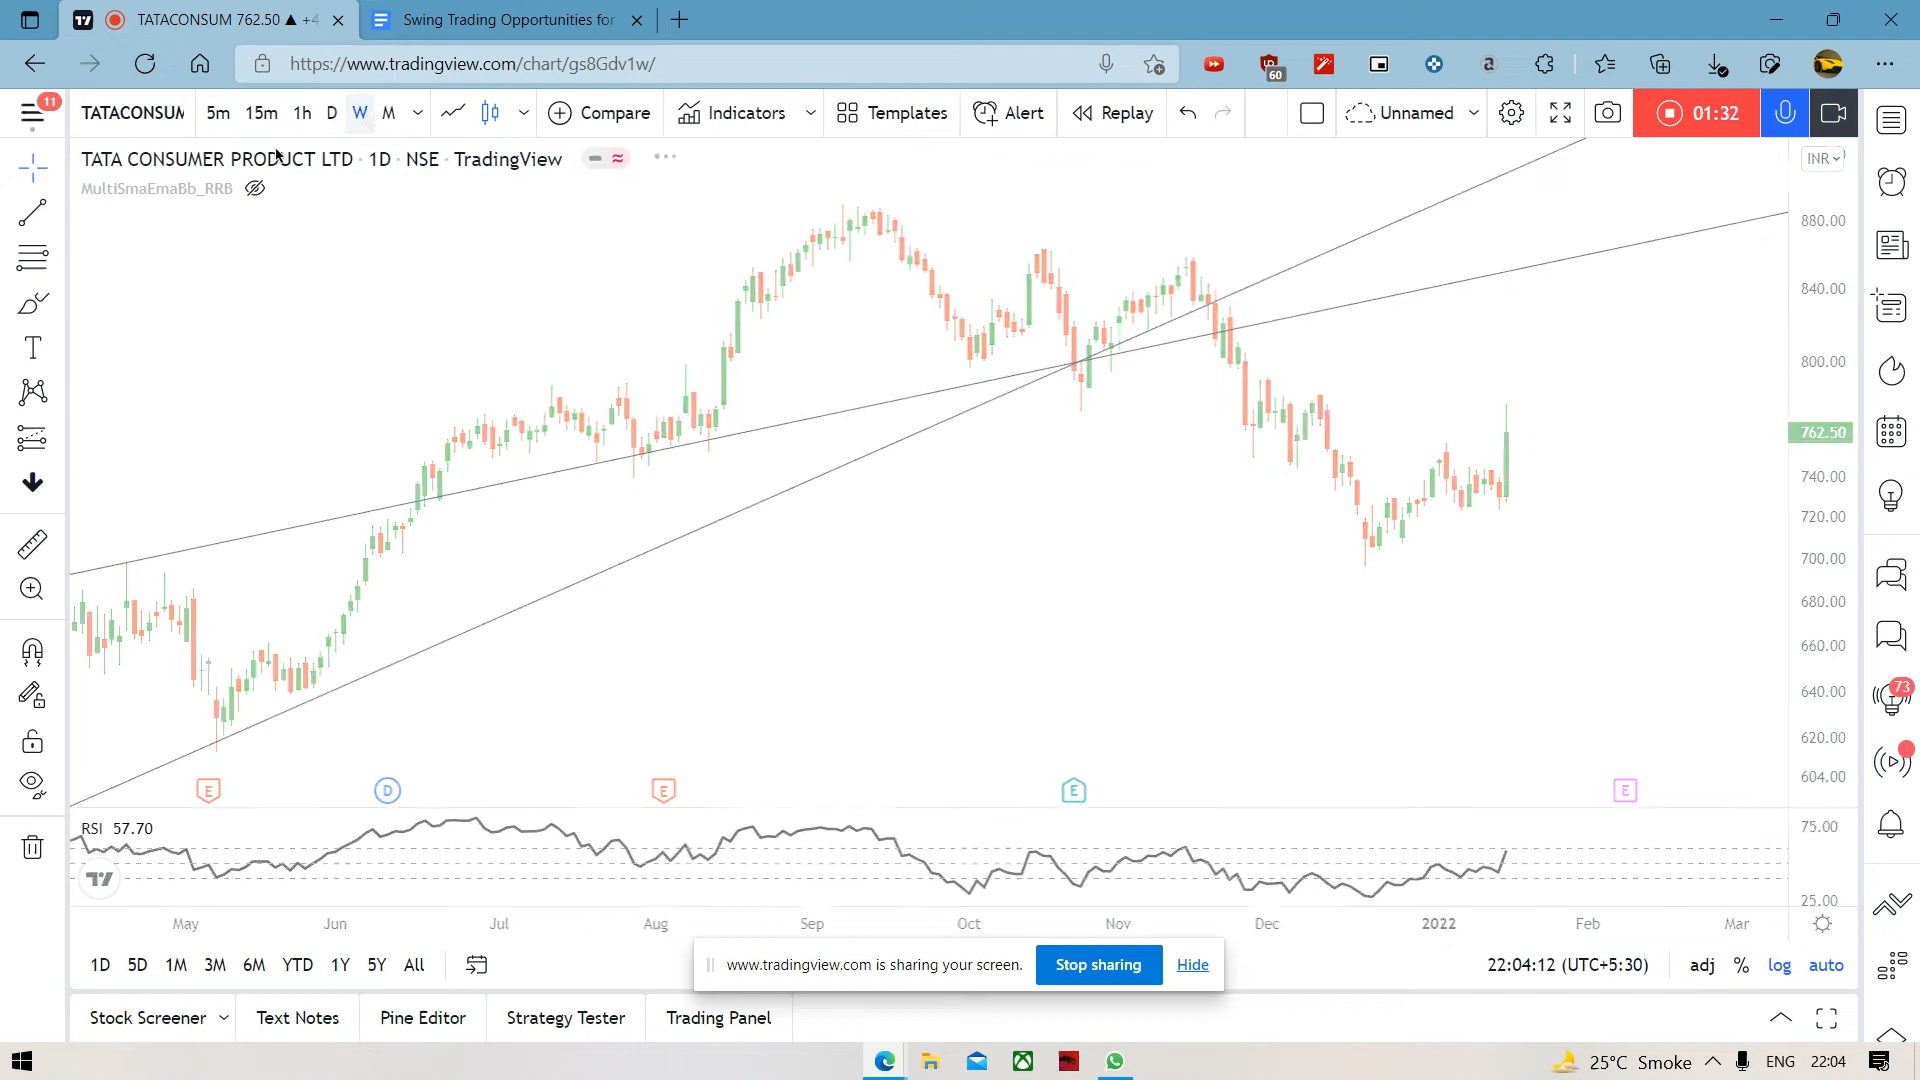 TATACONSUM 762.50 ▲ +4
Swing Trading Opportunities for
https://www.tradingview.com/chart/gs8Gdv1w/
60
a
11
TATACONSUM 5m 15m 1h D W M Compare Indicators Templates Alert Replay Unnamed 01:32
TATA CONSUMER PRODUCT LTD · 1D · NSE · TradingView
INR
MultiSmaEmaBb_RRB
880.00
840.00
800.00
762.50
740.00
720.00
700.00
680.00
660.00
640.00
620.00
604.00
73
E D E E E
RSI 57.70
75.00
25.00
May Jun Jul Aug Sep Oct Nov Dec 2022 Feb Mar
1D 5D 1M 3M 6M YTD 1Y 5Y All
www.tradingview.com is sharing your screen. Stop sharing Hide
22:04:12 (UTC+5:30) adj % log auto
Stock Screener Text Notes Pine Editor Strategy Tester Trading Panel
25°C Smoke ENG 22:04